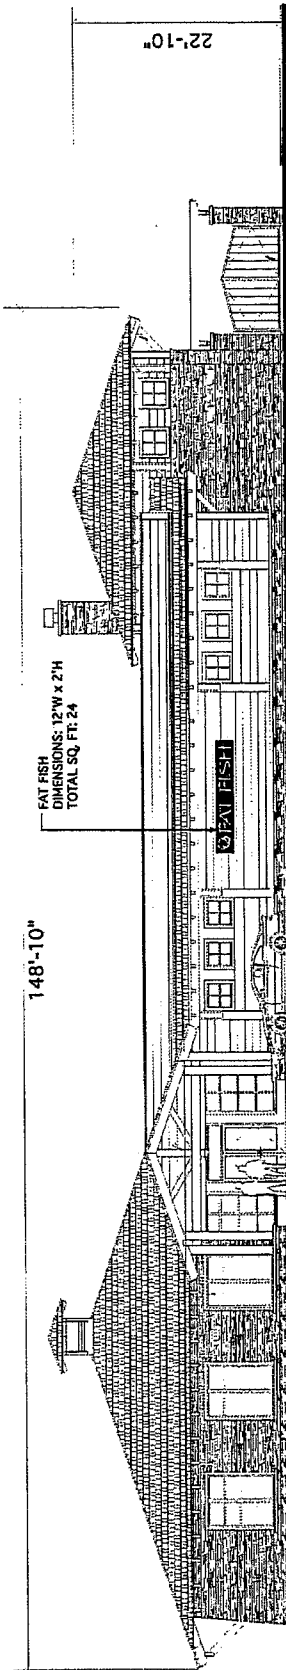 22'-10"
FAT FISH
DIMENSIONS: 12'W x 2'H
TOTAL SQ. FT: 24
FAT FISH
148'-10"